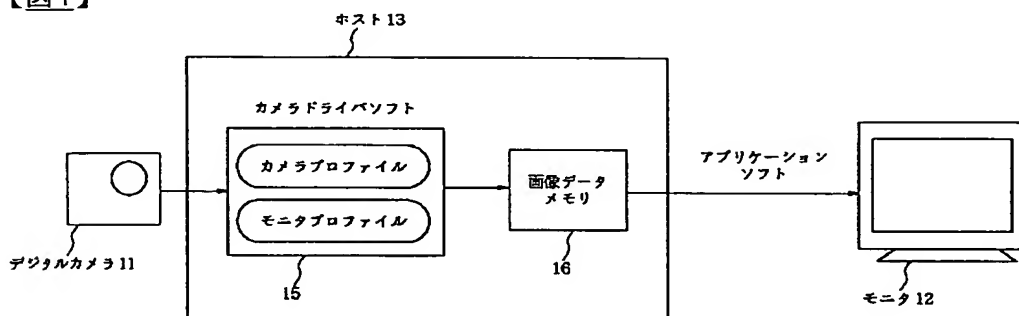 【図1】
ホスト13
カメラドライバソフト
カメラプロファイル
モニタプロファイル
15
画像データ
メモリ
16
アプリケーション
ソフト
デジタルカメラ11
モニタ12